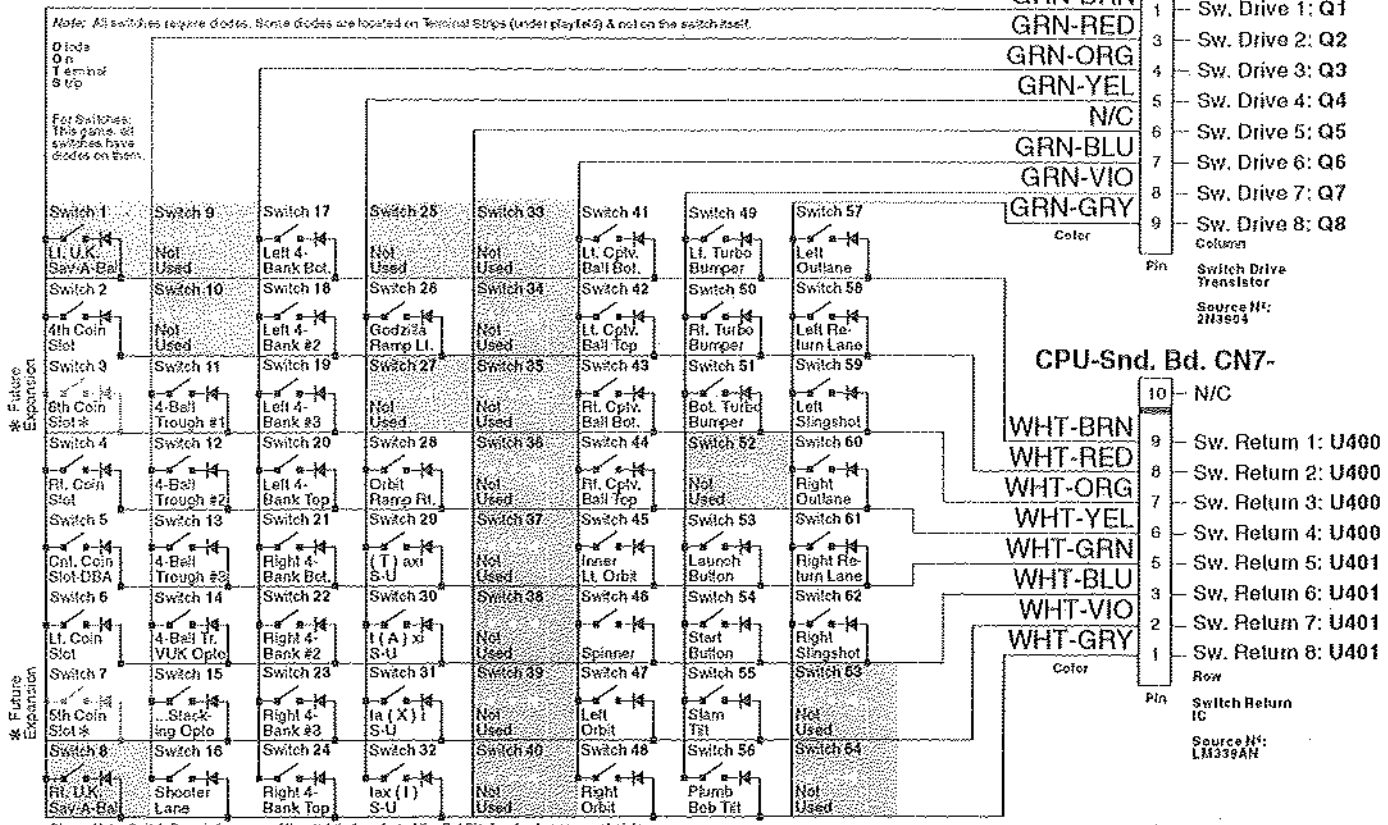 GRN-BRN 1 Sw. Drive 1: Q1
Note: All switches require diodes. Some diodes are located on Terminal Strips (under playfield) & not on the switch itself.
GRN-RED 3 Sw. Drive 2: Q2
GRN-ORG 4 Sw. Drive 3: Q3
GRN-YEL 5 Sw. Drive 4: Q4
N/C 6 Sw. Drive 5: Q5
GRN-BLU 7 Sw. Drive 6: Q6
GRN-VIO 8 Sw. Drive 7: Q7
GRN-GRY 9 Sw. Drive 8: Q8
Color
Pin
Column
Switch Drive
Transistor
Source Nº:
2N3904
Diode
On
Terminal
Strip
For Switches:
This game, all
switches have
diodes on them.
Switch 1
Lt. U.K.
Sav-A-Bal
Switch 9
Not
Used
Switch 17
Left 4-
Bank Bot.
Switch 25
Not
Used
Switch 33
Not
Used
Switch 41
Lt. Cptv.
Ball Bot.
Switch 49
Lt. Turbo
Bumper
Switch 57
Left
Outlane
Switch 2
4th Coin
Slot
Switch 10
Not
Used
Switch 18
Left 4-
Bank #2
Switch 26
Godzilla
Ramp Lt.
Switch 34
Not
Used
Switch 42
Lt. Cptv.
Ball Top
Switch 50
Rt. Turbo
Bumper
Switch 58
Left Re-
turn Lane
* Future
Expansion
Switch 3
6th Coin
Slot *
Switch 11
4-Ball
Trough #1
Switch 19
Left 4-
Bank #3
Switch 27
Not
Used
Switch 35
Not
Used
Switch 43
Rt. Cptv.
Ball Bot.
Switch 51
Bot. Turbo
Bumper
Switch 59
Left
Slingshot
Switch 4
Rt. Coin
Slot
Switch 12
4-Ball
Trough #2
Switch 20
Left 4-
Bank Top
Switch 28
Orbit
Ramp Rt.
Switch 36
Not
Used
Switch 44
Rt. Cptv.
Ball Top
Switch 52
Not
Used
Switch 60
Right
Outlane
Switch 5
Cnt. Coin
Slot-DBA
Switch 13
4-Ball
Trough #3
Switch 21
Right 4-
Bank Bot.
Switch 29
(T) axi
S-U
Switch 37
Not
Used
Switch 45
Inner
Lt. Orbit
Switch 53
Launch
Button
Switch 61
Right Re-
turn Lane
Switch 6
Lt. Coin
Slot
Switch 14
4-Ball Tr.
VUK Opto
Switch 22
Right 4-
Bank #2
Switch 30
t (A) xi
S-U
Switch 38
Not
Used
Switch 46
Spinner
Switch 54
Start
Button
Switch 62
Right
Slingshot
* Future
Expansion
Switch 7
5th Coin
Slot *
Switch 15
...Stack-
ing Opto
Switch 23
Right 4-
Bank #3
Switch 31
ta (X) i
S-U
Switch 39
Not
Used
Switch 47
Left
Orbit
Switch 55
Slam
Tilt
Switch 63
Not
Used
Switch 8
Rt. U.K.
Sav-A-Bal
Switch 16
Shooter
Lane
Switch 24
Right 4-
Bank Top
Switch 32
tax (I)
S-U
Switch 40
Not
Used
Switch 48
Right
Orbit
Switch 56
Plumb
Bob Tilt
Switch 64
Not
Used
CPU-Snd. Bd. CN7-
10 N/C
WHT-BRN 9 Sw. Return 1: U400
WHT-RED 8 Sw. Return 2: U400
WHT-ORG 7 Sw. Return 3: U400
WHT-YEL 6 Sw. Return 4: U400
WHT-GRN 5 Sw. Return 5: U401
WHT-BLU 3 Sw. Return 6: U401
WHT-VIO 2 Sw. Return 7: U401
WHT-GRY 1 Sw. Return 8: U401
Color
Pin
Row
Switch Return
IC
Source Nº:
LM339AN